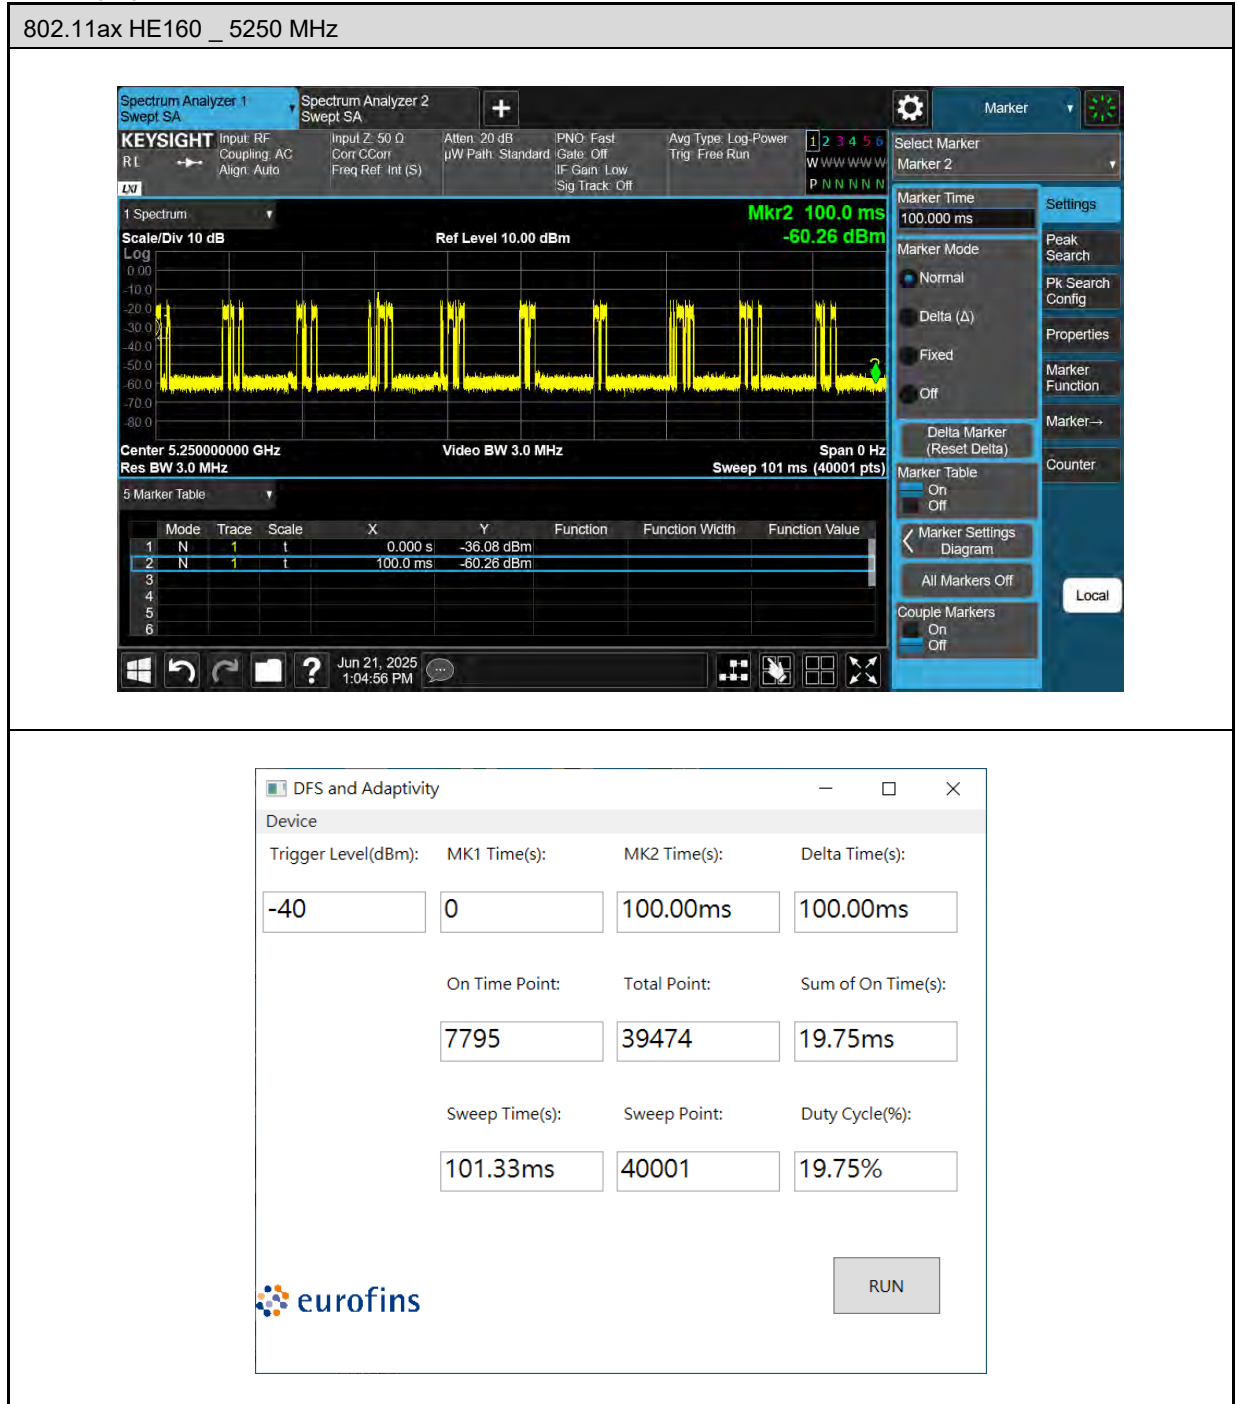 802.11ax HE160 _ 5250 MHz
Spectrum Analyzer 1
Swept SA
Spectrum Analyzer 2
Swept SA
Marker
KEYSIGHT
RL
LXI
Input: RF
Coupling: AC
Align: Auto
Input Z: 50 Ω
Corr CCorr
Freq Ref: Int (S)
Atten: 20 dB
µW Path: Standard
PNO: Fast
Gate: Off
IF Gain: Low
Sig Track: Off
Avg Type: Log-Power
Trig: Free Run
1 2 3 4 5 6
W W W W W W
P N N N N N
Select Marker
Marker 2
1 Spectrum
Scale/Div 10 dB
Log
Ref Level 10.00 dBm
Mkr2 100.0 ms
-60.26 dBm
0.00
-10.0
-20.0
-30.0
-40.0
-50.0
-60.0
-70.0
-80.0
2
Center 5.250000000 GHz
Res BW 3.0 MHz
Video BW 3.0 MHz
Span 0 Hz
Sweep 101 ms (40001 pts)
Marker Time
100.000 ms
Marker Mode
Normal
Delta (Δ)
Fixed
Off
Delta Marker
(Reset Delta)
Marker Table
On
Off
Marker Settings
Diagram
All Markers Off
Couple Markers
On
Off
Settings
Peak
Search
Pk Search
Config
Properties
Marker
Function
Marker→
Counter
Local
5 Marker Table
Mode Trace Scale X Y Function Function Width Function Value
1 N 1 t 0.000 s -36.08 dBm
2 N 1 t 100.0 ms -60.26 dBm
3
4
5
6
?
Jun 21, 2025
1:04:56 PM
DFS and Adaptivity
Device
Trigger Level(dBm): MK1 Time(s): MK2 Time(s): Delta Time(s):
-40 0 100.00ms 100.00ms
On Time Point: Total Point: Sum of On Time(s):
7795 39474 19.75ms
Sweep Time(s): Sweep Point: Duty Cycle(%):
101.33ms 40001 19.75%
RUN
eurofins